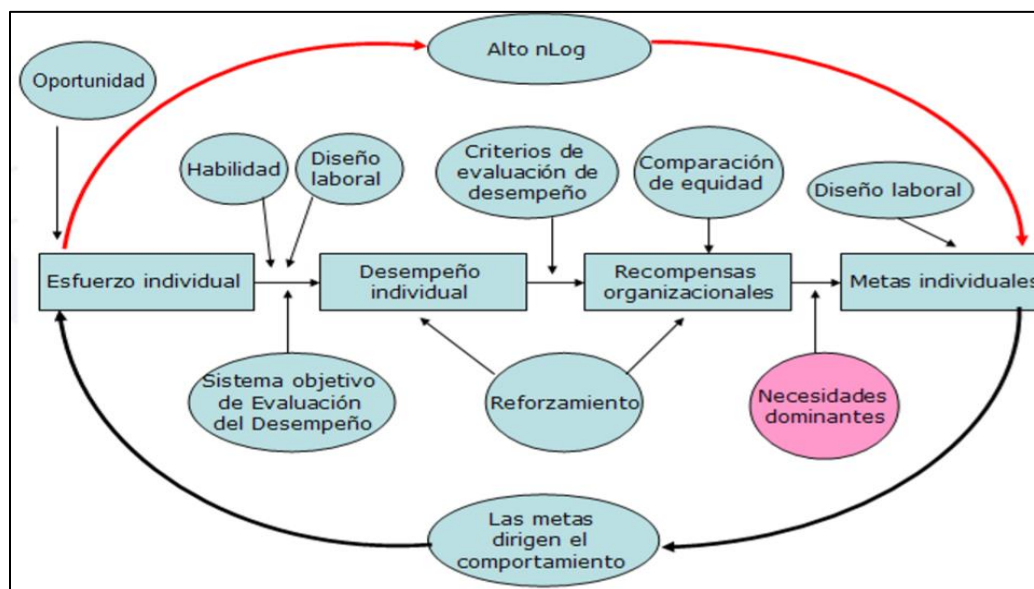 Alto nLog
Oportunidad
Habilidad
Diseño
laboral
Criterios de
evaluación de
desempeño
Comparación
de equidad
Diseño laboral
Esfuerzo individual
Desempeño
individual
Recompensas
organizacionales
Metas individuales
Sistema objetivo
de Evaluación
del Desempeño
Reforzamiento
Necesidades
dominantes
Las metas
dirigen el
comportamiento